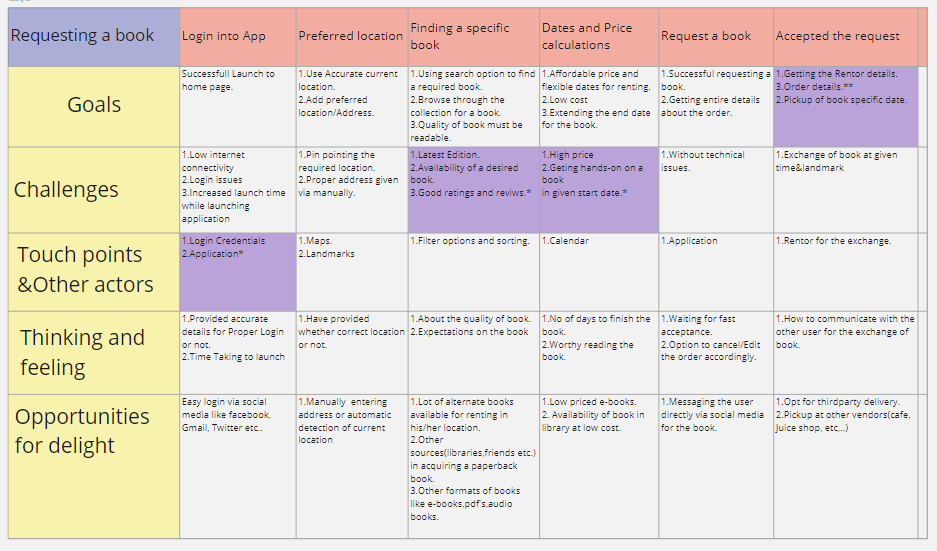 Requesting a book
Login into App
Preferred location
Finding a specific
book
Dates and Price
calculations
Request a book
Accepted the request
Goals
Successfull Launch to
home page.
1.Use Accurate current
location.
2.Add preferred
location/Address.
1.Using search option to find
a required book.
2.Browse through the
collection for a book.
3.Quality of book must be
readable.
1.Affordable price and
flexible dates for renting.
2.Low cost
3.Extending the end date
for the book.
1.Successful requesting a
book.
2.Getting entire details
about the order.
1.Getting the Rentor details.
3.Order details.**
2.Pickup of book specific date.
Challenges
1.Low internet
connectivity
2.Login issues
3.Increased launch time
while launching
application
1.Pin pointing the
required location.
2.Proper address given
via manually.
1.Latest Edition.
2.Availability of a desired
book.
3.Good ratings and reviws.*
1.High price
2.Geting hands-on on a
book
in given start date.*
1.Without technical
issues.
1.Exchange of book at given
time&landmark
Touch points
&Other actors
1.Login Credentials
2.Application*
1.Maps.
2.Landmarks
1.Filter options and sorting.
1.Calendar
1.Application
1.Rentor for the exchange.
Thinking and
feeling
1.Provided accurate
details for Proper Login
or not.
2.Time Taking to launch
1.Have provided
whether correct location
or not.
1.About the quality of book.
2.Expectations on the book
1.No of days to finish the
book.
2.Worthy reading the
book.
1.Waiting for fast
acceptance.
2.Option to cancel/Edit
the order accordingly.
1.How to communicate with the
other user for the exchange of
book.
Opportunities
for delight
Easy login via social
media like facebook,
Gmail, Twitter etc..
1.Manually entering
address or automatic
detection of current
location
1.Lot of alternate books
available for renting in
his/her location.
2.Other
sources(libraries,friends etc.)
in acquiring a paperback
book.
3.Other formats of books
like e-books,pdf's,audio
books.
1.Low priced e-books.
2. Availability of book in
library at low cost.
1.Messaging the user
directly via social media
for the book.
1.Opt for thirdparty delivery.
2.Pickup at other vendors(cafe,
Juice shop, etc,..)